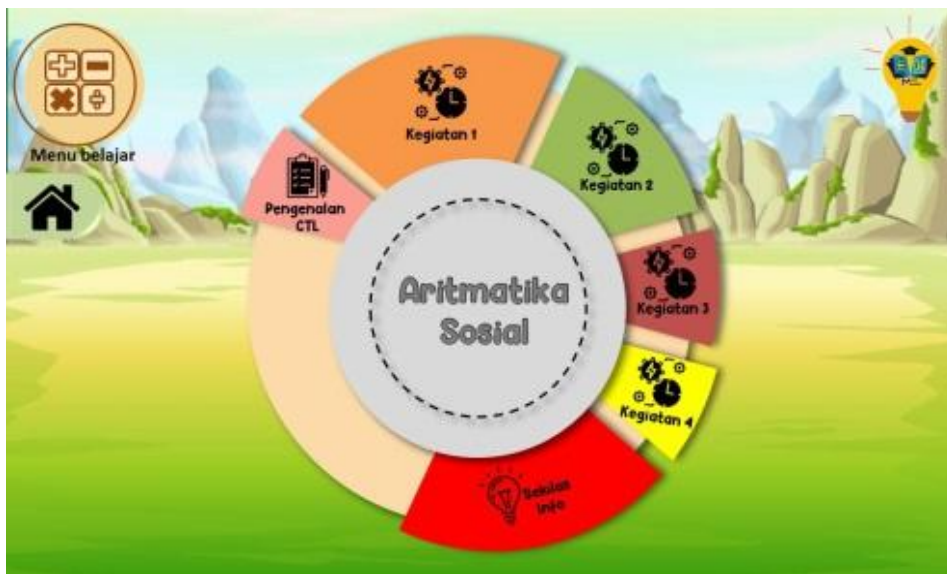 Menu belajar
Kegiatan 1
Kegiatan 2
Pengenalan
CTL
Kegiatan 3
Aritmatika
Sosial
Kegiatan 4
Sekilas
Info